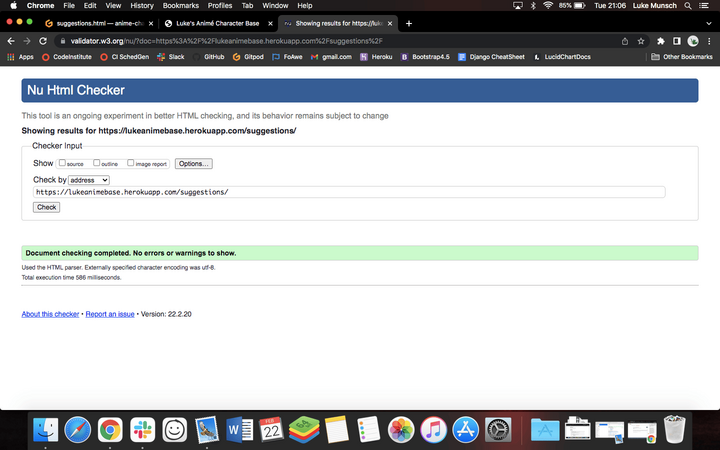 Chrome File Edit View History Bookmarks Profiles Tab Window Help 85% Tue 21:06 Luke Munsch
suggestions.html — anime-cha Luke's Animé Character Base Showing results for https://luk
validator.w3.org/nu/?doc=https%3A%2F%2Flukeanimebase.herokuapp.com%2Fsuggestions%2F
Apps CodeInstitute CI SchedGen Slack GitHub Gitpod FoAwe gmail.com Heroku Bootstrap4.5 Django CheatSheet LucidChartDocs Other Bookmarks
Nu Html Checker
This tool is an ongoing experiment in better HTML checking, and its behavior remains subject to change
Showing results for https://lukeanimebase.herokuapp.com/suggestions/
Checker Input
Show source outline image report Options...
Check by address
https://lukeanimebase.herokuapp.com/suggestions/
Check
Document checking completed. No errors or warnings to show.
Used the HTML parser. Externally specified character encoding was utf-8.
Total execution time 586 milliseconds.
About this checker • Report an issue • Version: 22.2.20
22